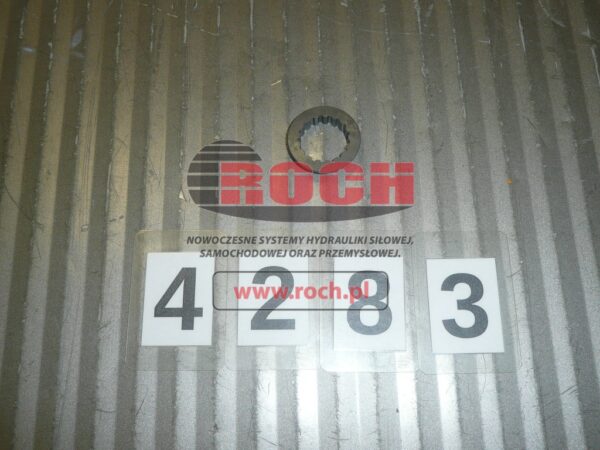 ROCH
NOWOCZESNE SYSTEMY HYDRAULIKI SIŁOWEJ,
SAMOCHODOWEJ ORAZ PRZEMYSŁOWEJ.
www.roch.pl
4 2 8 3